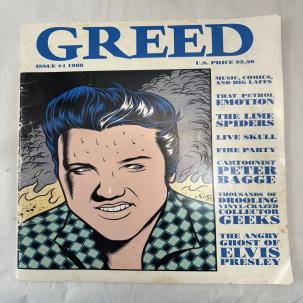 GREED
ISSUE #4 1988
U.S. PRICE $2.50
MUSIC, COMICS,
AND BIG LAFFS
THAT PETROL
EMOTION
THE LIME
SPIDERS
LIVE SKULL
FIRE PARTY
CARTOONIST
PETER
BAGGE
THOUSANDS OF
DROOLING
VINYL-CRAZED
COLLECTOR
GEEKS
THE ANGRY
GHOST OF
ELVIS
PRESLEY